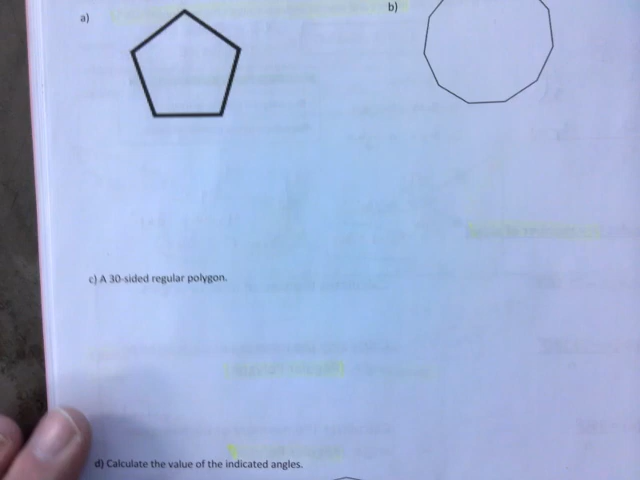 a)
b)
c) A 30-sided regular polygon.
d) Calculate the value of the indicated angles.